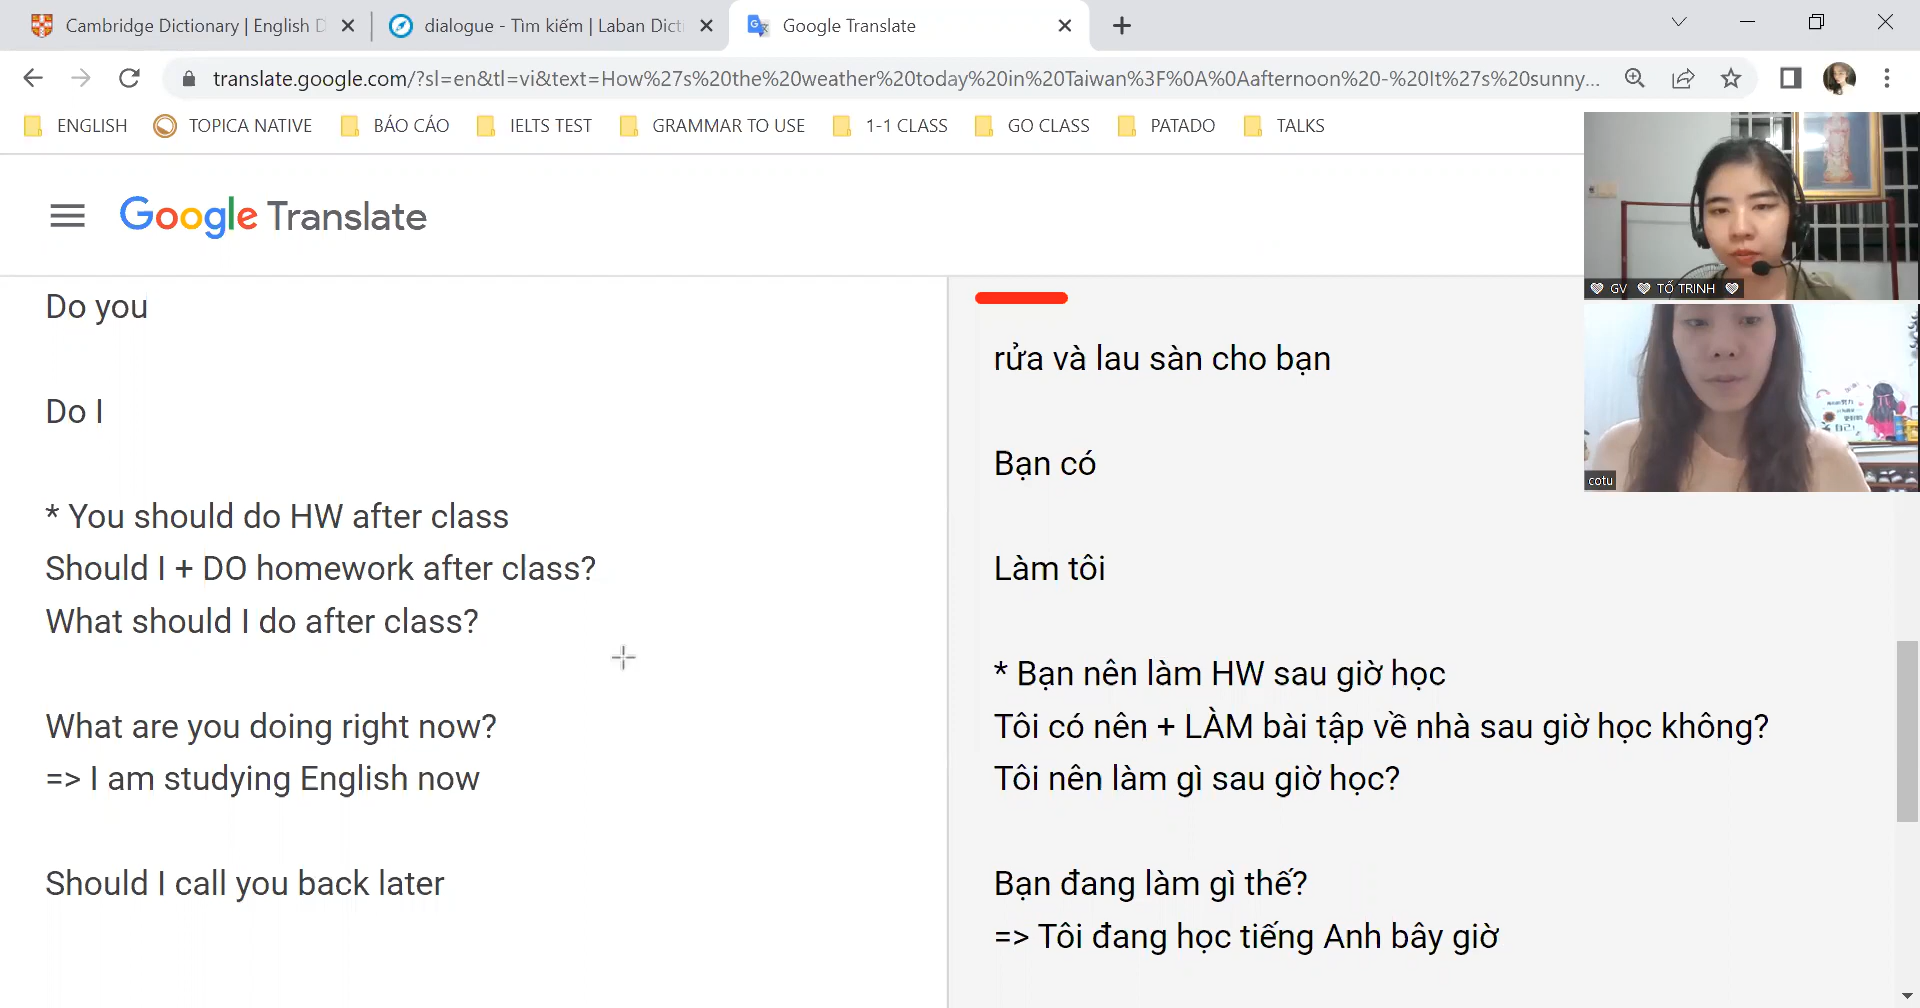 Cambridge Dictionary | English D
dialogue - Tìm kiếm | Laban Dicti
Google Translate
translate.google.com/?sl=en&tl=vi&text=How%27s%20the%20weather%20today%20in%20Taiwan%3F%0A%0Aafternoon%20-%20It%27s%20sunny...
ENGLISH
TOPICA NATIVE
BÁO CÁO
IELTS TEST
GRAMMAR TO USE
1-1 CLASS
GO CLASS
PATADO
TALKS
Google Translate
Do you
Do I
* You should do HW after class
Should I + DO homework after class?
What should I do after class?
What are you doing right now?
=> I am studying English now
Should I call you back later
rửa và lau sàn cho bạn
Bạn có
Làm tôi
* Bạn nên làm HW sau giờ học
Tôi có nên + LÀM bài tập về nhà sau giờ học không?
Tôi nên làm gì sau giờ học?
Bạn đang làm gì thế?
=> Tôi đang học tiếng Anh bây giờ
GV TỐ TRINH
cotu